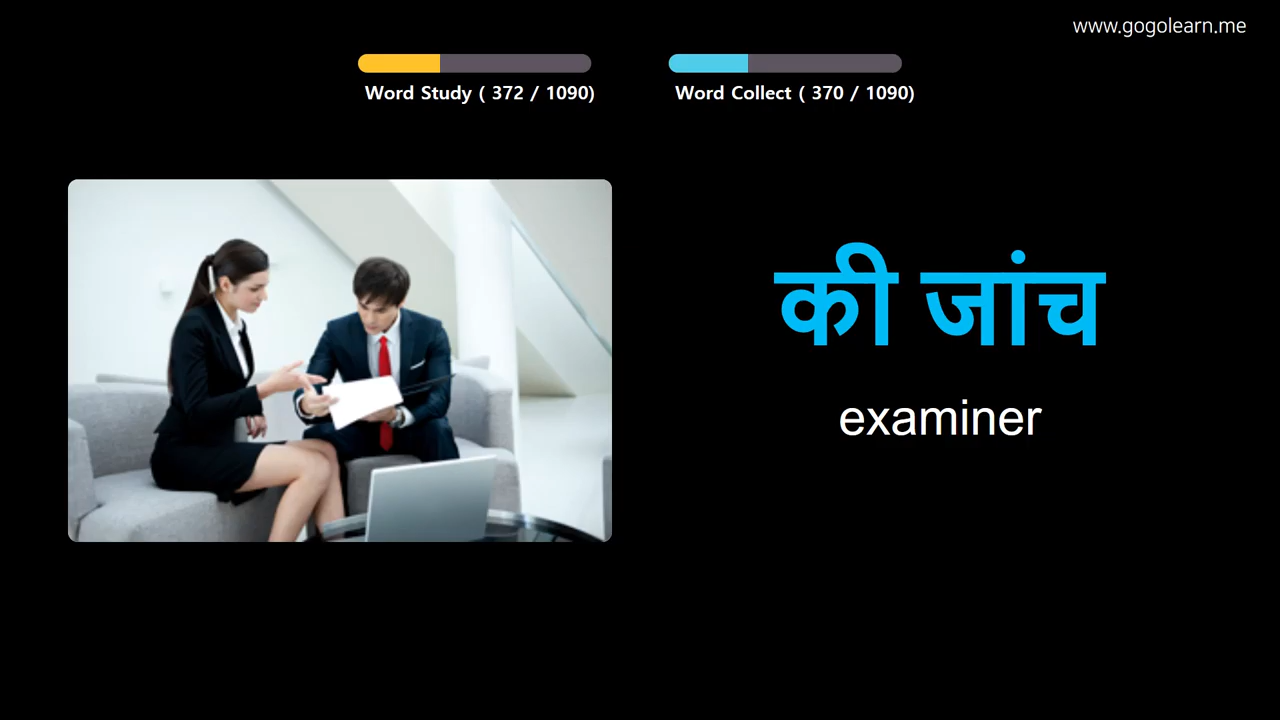 www.gogolearn.me
Word Study ( 372 / 1090)
Word Collect ( 370 / 1090)
की जांच
examiner